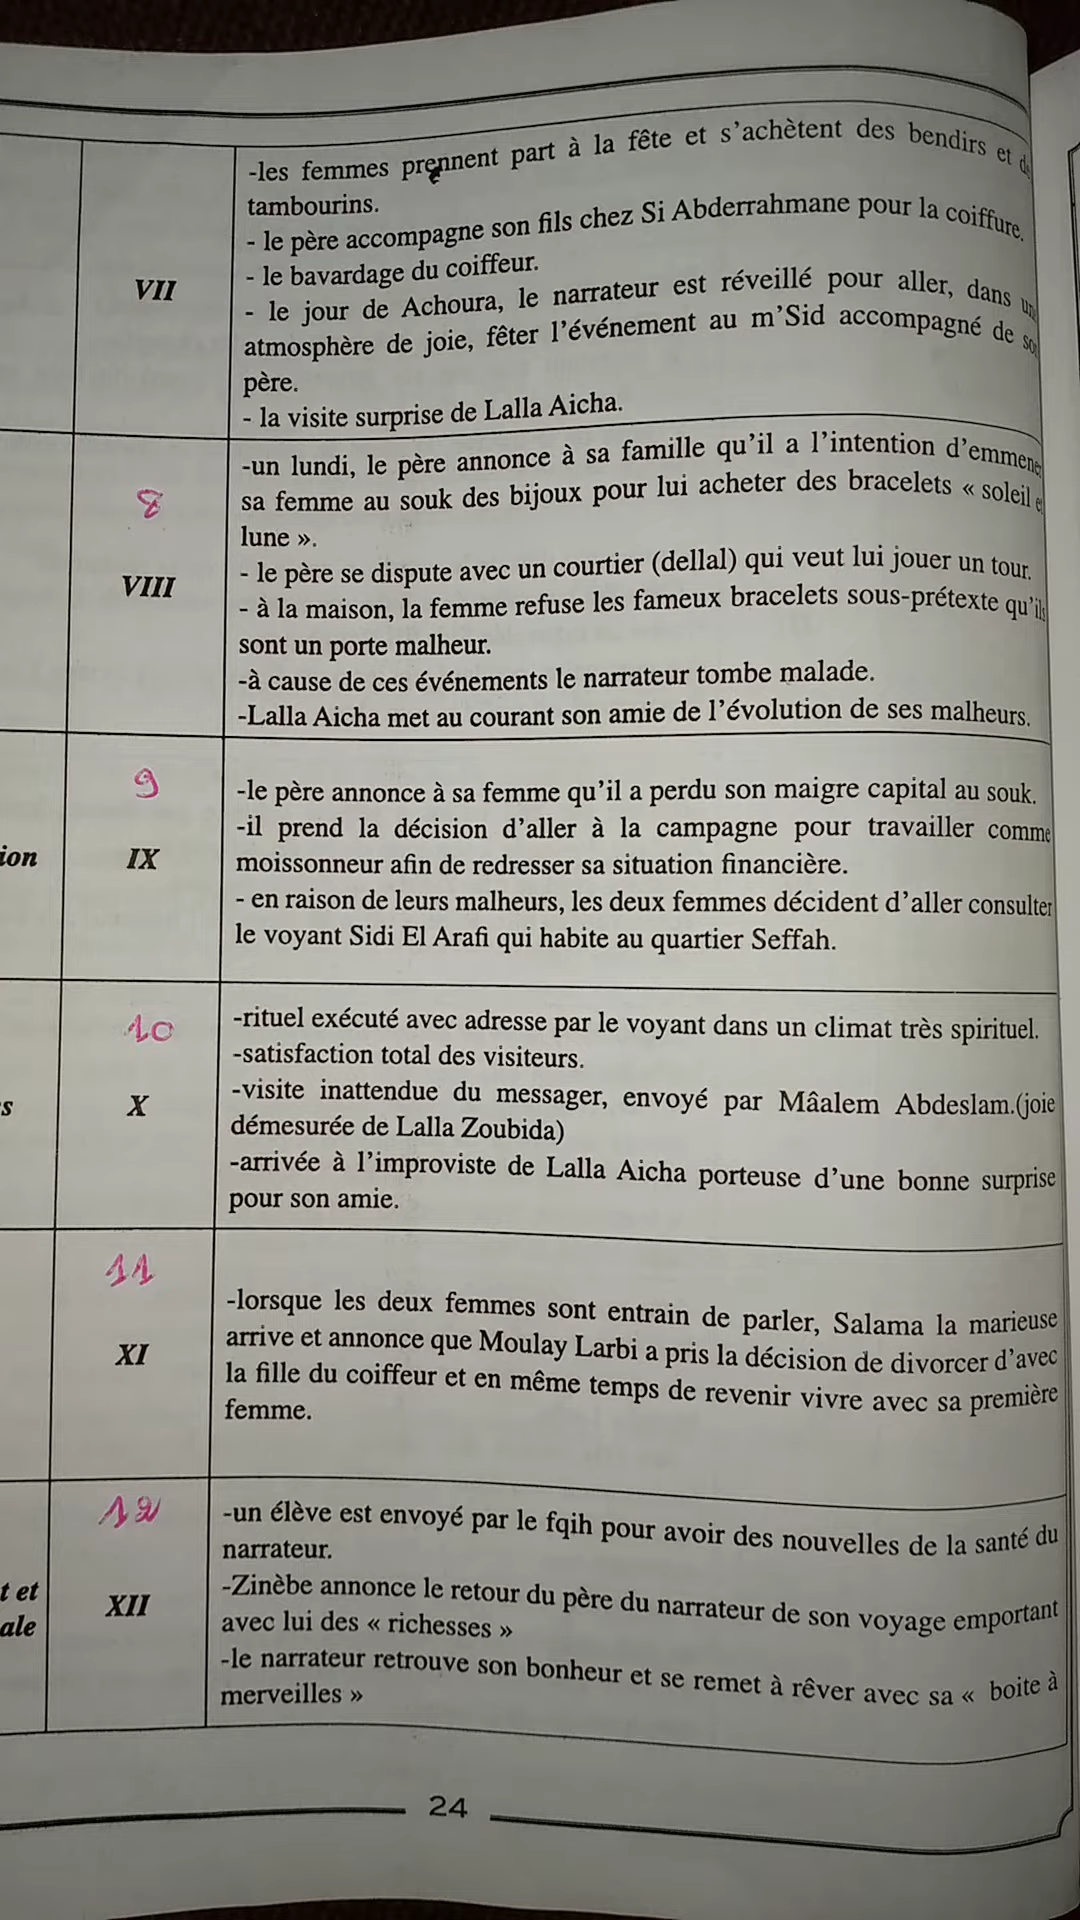 -les femmes prennent part à la fête et s'achètent des bendirs et
tambourins.
- le père accompagne son fils chez Si Abderrahmane pour la coiffure.
- le bavardage du coiffeur.
VII
- le jour de Achoura, le narrateur est réveillé pour aller, dans
atmosphère de joie, fêter l'événement au m'Sid accompagné de
père.
- la visite surprise de Lalla Aicha.
-un lundi, le père annonce à sa famille qu'il a l'intention d'emmener
8
sa femme au souk des bijoux pour lui acheter des bracelets « soleil
lune ».
VIII
- le père se dispute avec un courtier (dellal) qui veut lui jouer un tour.
- à la maison, la femme refuse les fameux bracelets sous-prétexte qu'ils
sont un porte malheur.
-à cause de ces événements le narrateur tombe malade.
-Lalla Aicha met au courant son amie de l'évolution de ses malheurs.
9
-le père annonce à sa femme qu'il a perdu son maigre capital au souk.
-il prend la décision d'aller à la campagne pour travailler comme
ion
IX
moissonneur afin de redresser sa situation financière.
- en raison de leurs malheurs, les deux femmes décident d'aller consulter
le voyant Sidi El Arafi qui habite au quartier Seffah.
10
-rituel exécuté avec adresse par le voyant dans un climat très spirituel.
-satisfaction total des visiteurs.
s
X
-visite inattendue du messager, envoyé par Mâalem Abdeslam.(joie
démesurée de Lalla Zoubida)
-arrivée à l'improviste de Lalla Aicha porteuse d'une bonne surprise
pour son amie.
11
-lorsque les deux femmes sont entrain de parler, Salama la marieuse
XI
arrive et annonce que Moulay Larbi a pris la décision de divorcer d'avec
la fille du coiffeur et en même temps de revenir vivre avec sa première
femme.
12
-un élève est envoyé par le fqih pour avoir des nouvelles de la santé du
narrateur.
t et
ale
XII
-Zinèbe annonce le retour du père du narrateur de son voyage emportant
avec lui des « richesses »
-le narrateur retrouve son bonheur et se remet à rêver avec sa « boite à
merveilles »
24